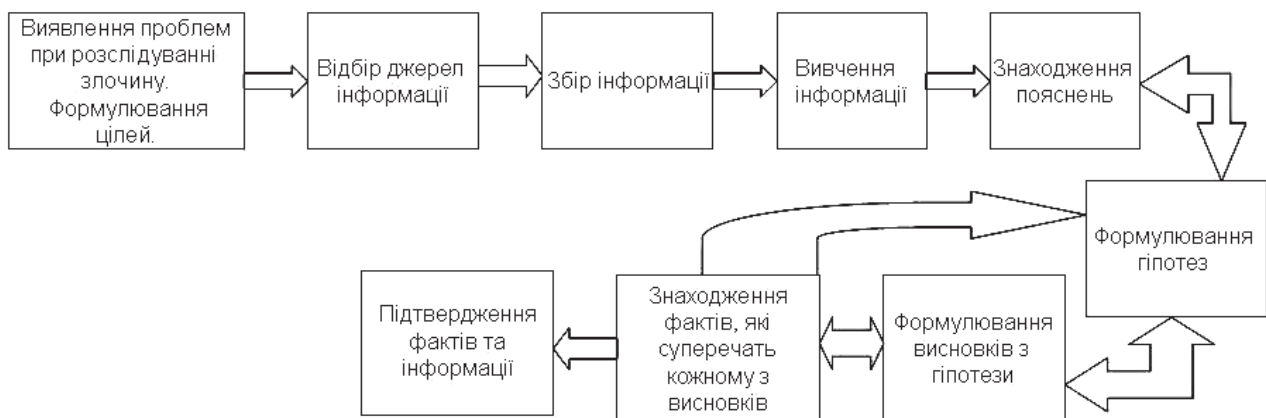 Виявлення проблем
при розслідуванні
злочину.
Формулювання
цілей.
Відбір джерел
інформації
Збір інформації
Вивчення
інформації
Знаходження
пояснень
Формулювання
гіпотез
Підтвердження
фактів та
інформації
Знаходження
фактів, які
суперечать
кожному з
висновків
Формулювання
висновків з
гіпотези